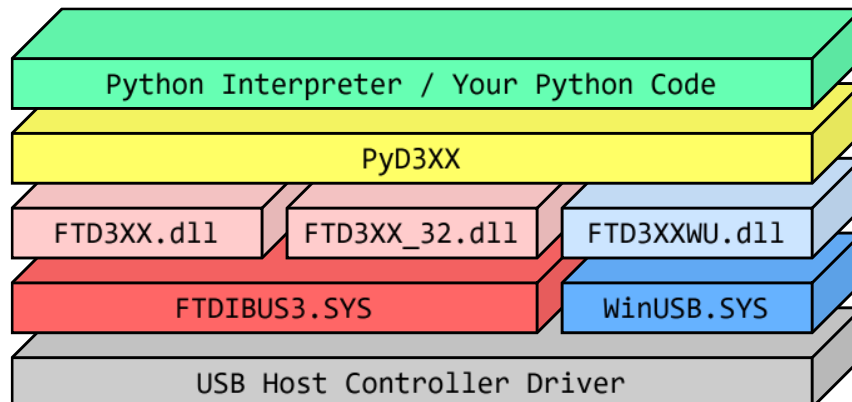 Python Interpreter / Your Python Code
PyD3XX
FTD3XX.dll
FTD3XX_32.dll
FTD3XXWU.dll
FTDIBUS3.SYS
WinUSB.SYS
USB Host Controller Driver